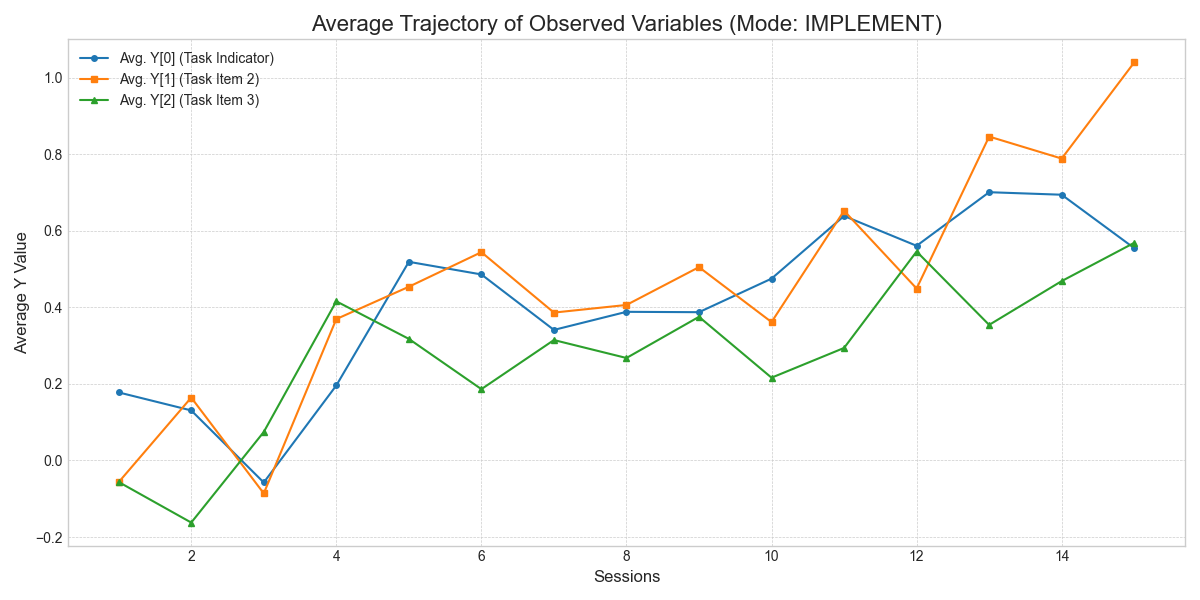 Average Trajectory of Observed Variables (Mode: IMPLEMENT)
Avg. Y[0] (Task Indicator)
Avg. Y[1] (Task Item 2)
Avg. Y[2] (Task Item 3)
Average Y Value
1.0
0.8
0.6
0.4
0.2
0.0
−0.2
2 4 6 8 10 12 14
Sessions